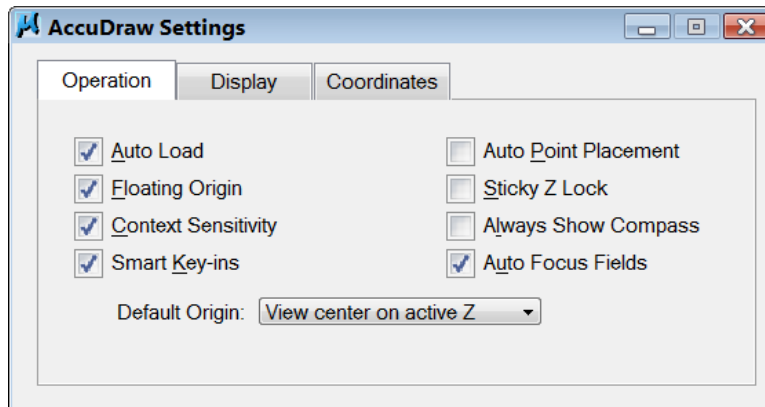 AccuDraw Settings
Operation Display Coordinates
Auto Load Auto Point Placement
Floating Origin Sticky Z Lock
Context Sensitivity Always Show Compass
Smart Key-ins Auto Focus Fields
Default Origin: View center on active Z